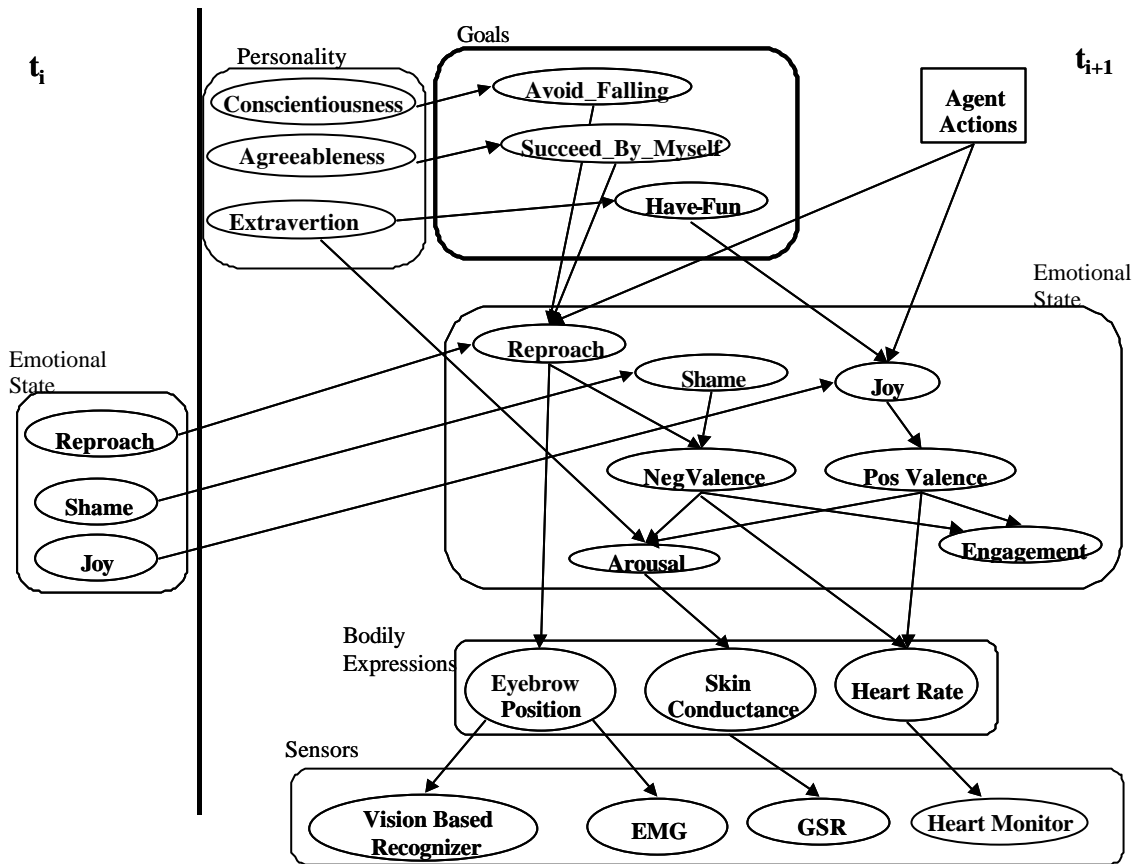 t_i
Personality
Conscientiousness
Agreeableness
Extravertion
Goals
Avoid_Falling
Succeed_By_Myself
Have-Fun
t_i+1
Agent
Actions
Emotional
State
Reproach
Shame
Joy
Emotional
State
Reproach
Shame
Joy
NegValence
Pos Valence
Arousal
Engagement
Bodily
Expressions
Eyebrow
Position
Skin
Conductance
Heart Rate
Sensors
Vision Based
Recognizer
EMG
GSR
Heart Monitor